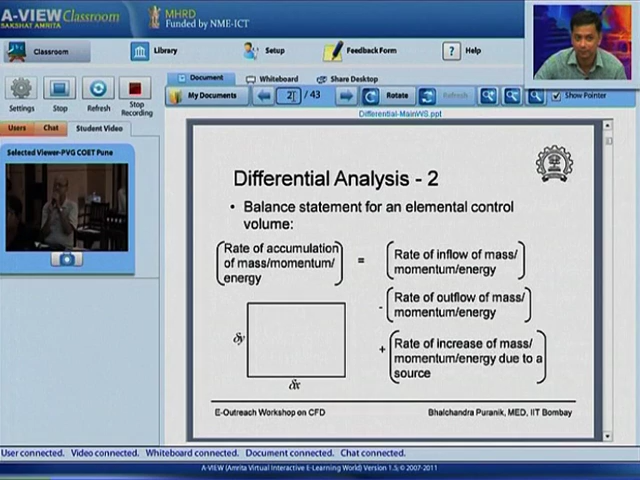 A-VIEW Classroom
SAKSHAT AMRITA
MHRD
Funded by NME-ICT
Classroom
Library
Setup
Feedback Form
? Help
Settings
Stop
Refresh
Stop Recording
Document
Whiteboard
Share Desktop
My Documents
2 / 43
Rotate
Refresh
Show Pointer
Users
Chat
Student Video
Differential-MainWS.ppt
Selected Viewer-PVG COET Pune
Differential Analysis - 2
• Balance statement for an elemental control
volume:
Rate of accumulation
of mass/momentum/
energy
=
Rate of inflow of mass/
momentum/energy
-
Rate of outflow of mass/
momentum/energy
+
Rate of increase of mass/
momentum/energy due to a
source
δy
δx
E-Outreach Workshop on CFD
Bhalchandra Puranik, MED, IIT Bombay
User connected. Video connected. Whiteboard connected. Document connected. Chat connected.
A-VIEW (Amrita Virtual Interactive E-Learning World) Version 1.5; © 2007-2011